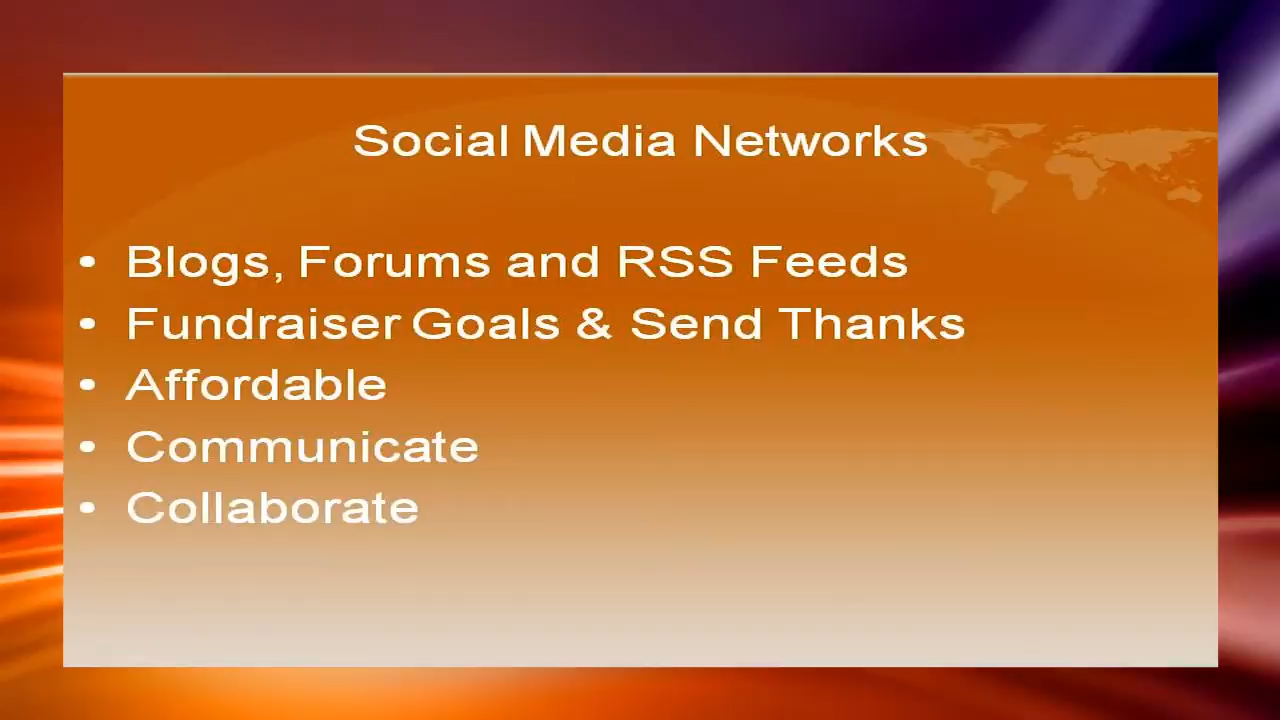 Social Media Networks
• Blogs, Forums and RSS Feeds
• Fundraiser Goals & Send Thanks
• Affordable
• Communicate
• Collaborate